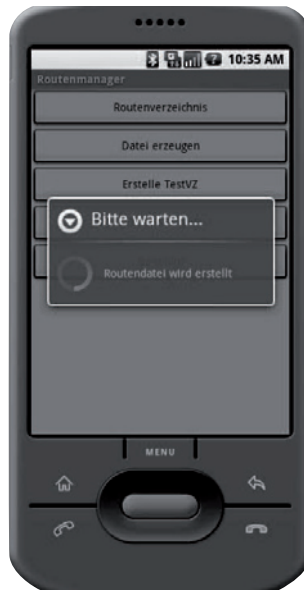 10:35 AM
Routenmanager
Routenverzeichnis
Datei erzeugen
Erstelle TestVZ
Bitte warten...
Routendatei wird erstellt
MENU